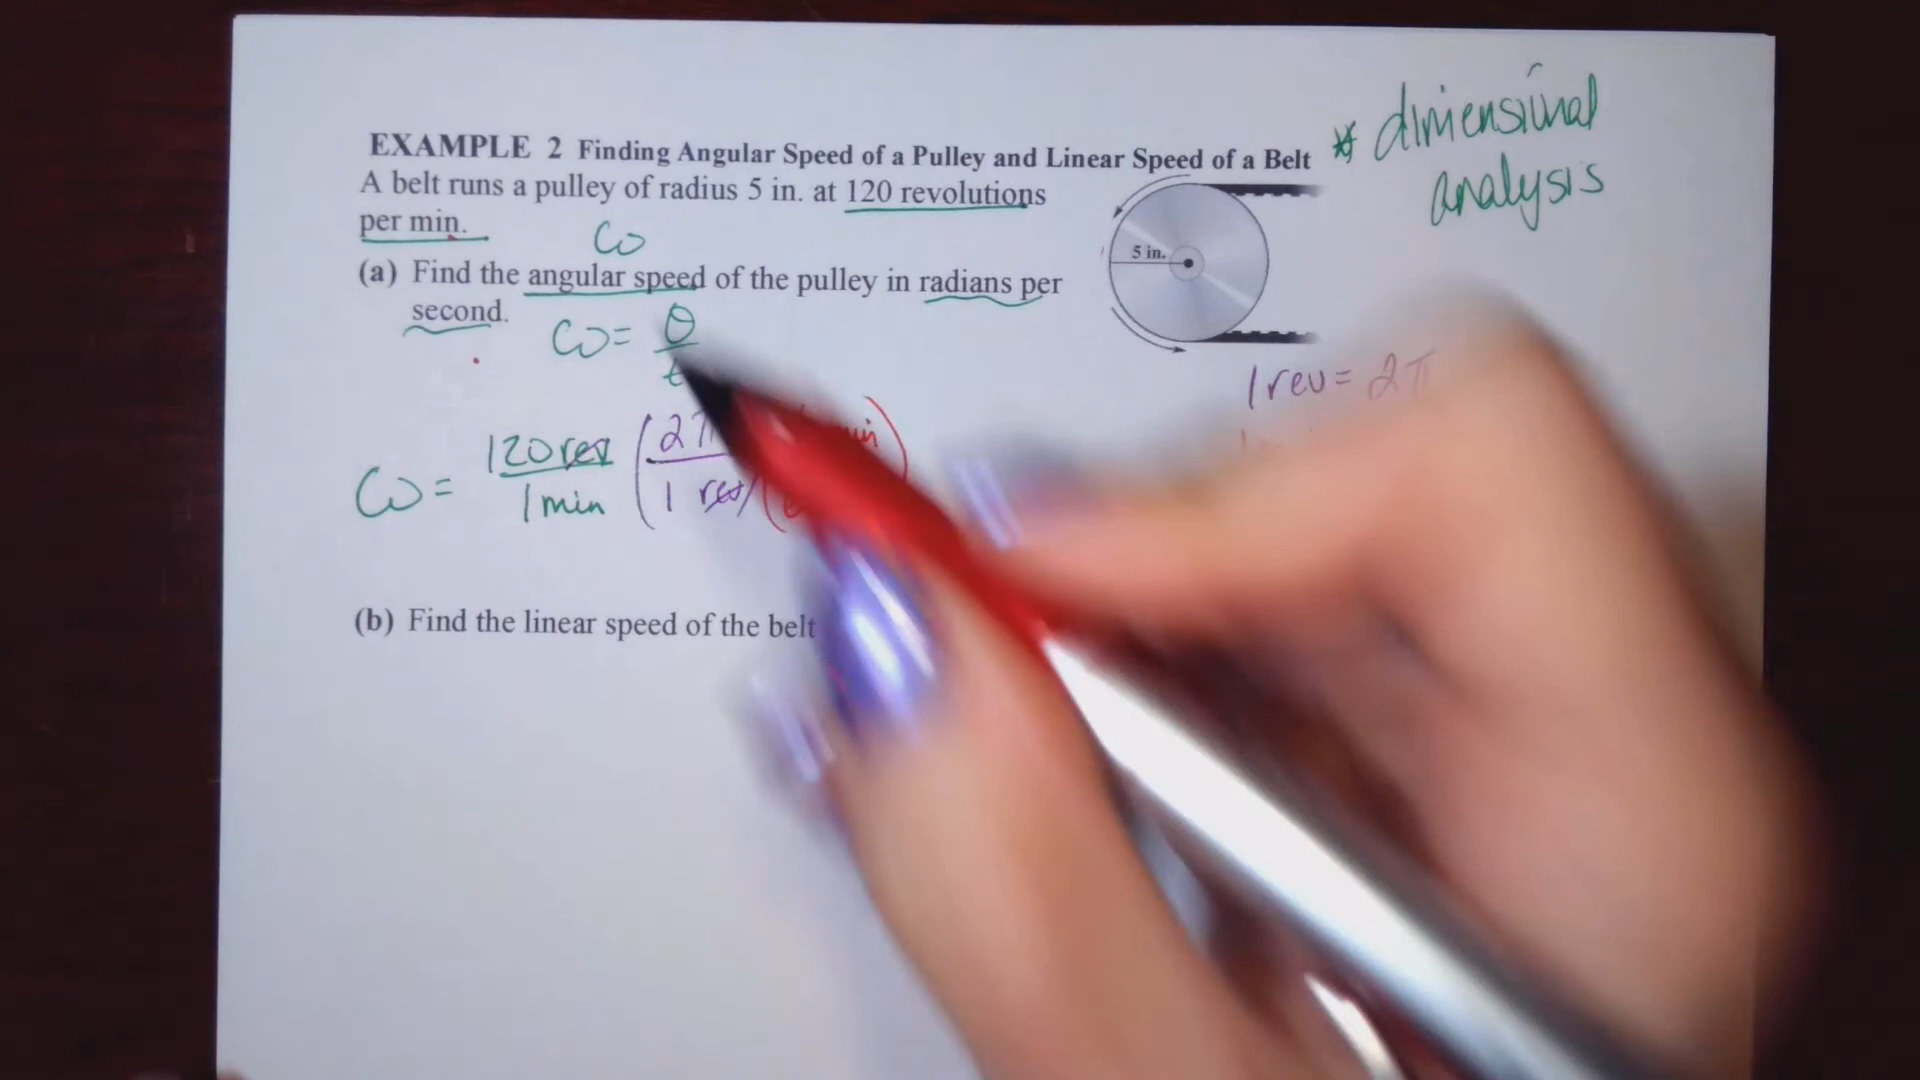 EXAMPLE 2 Finding Angular Speed of a Pulley and Linear Speed of a Belt
* dimensional
analysis
A belt runs a pulley of radius 5 in. at 120 revolutions
per min.
ω
5 in.
(a) Find the angular speed of the pulley in radians per
second.
ω = θ
t
1 rev = 2π
ω = 120 rev (2π
1 min 1 rev)
(b) Find the linear speed of the belt